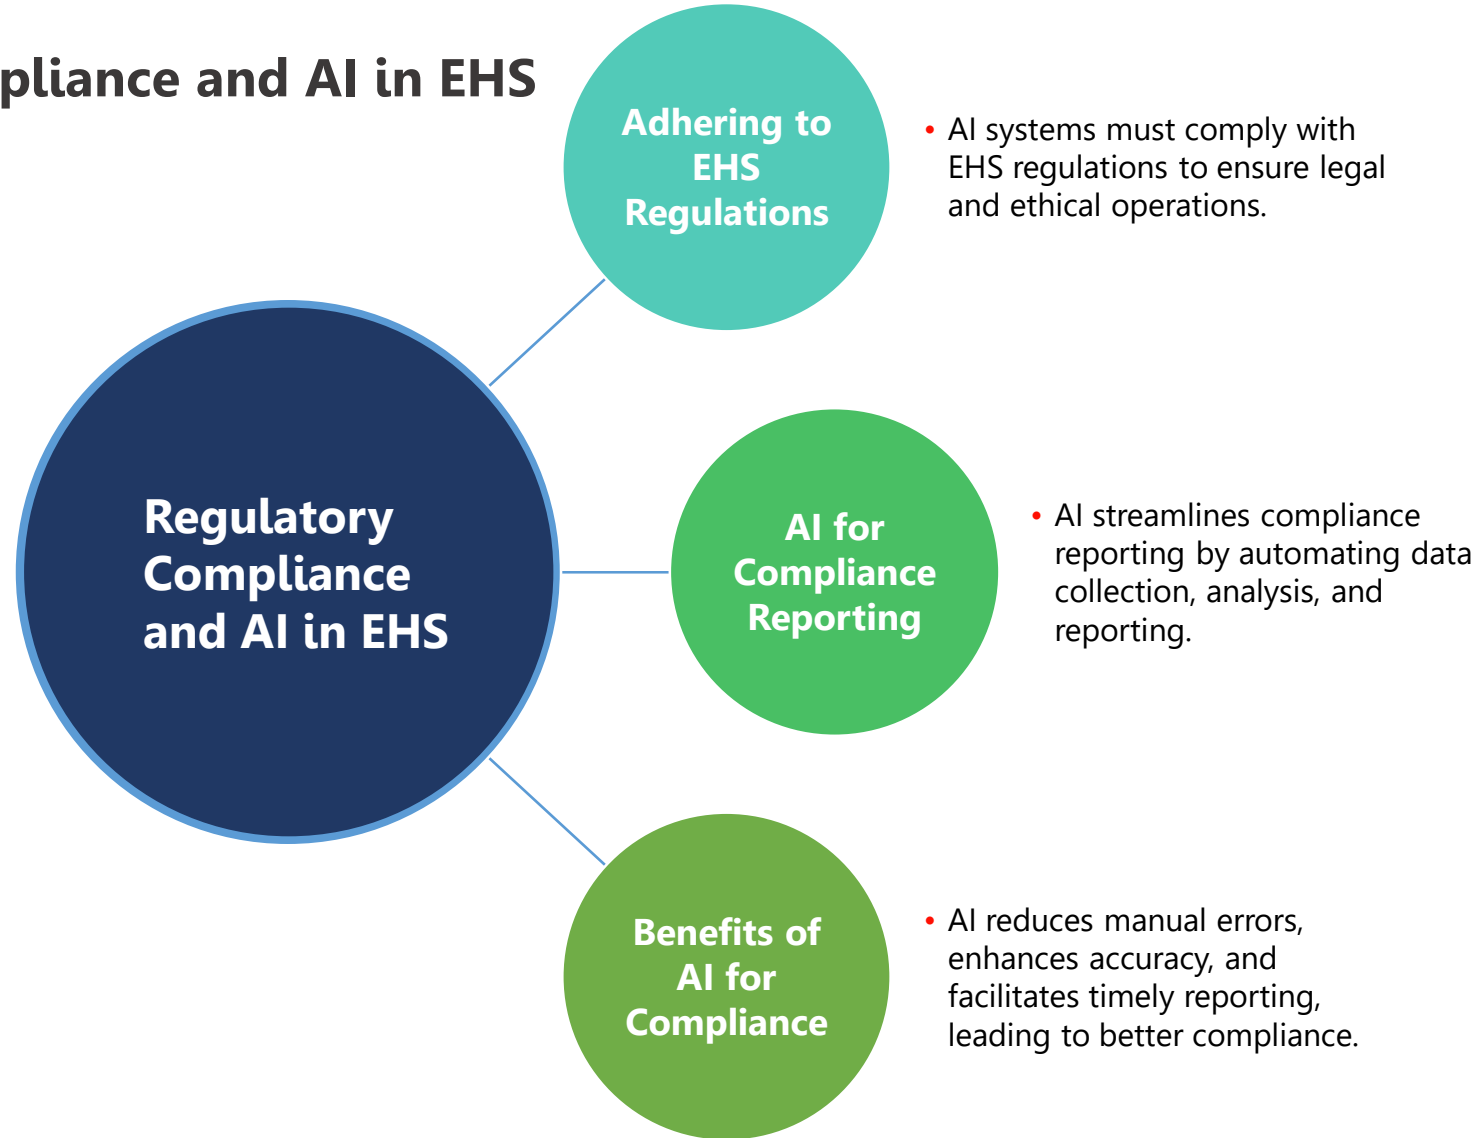 pliance and AI in EHS
Adhering to
EHS
Regulations
• AI systems must comply with
EHS regulations to ensure legal
and ethical operations.
Regulatory
Compliance
and AI in EHS
AI for
Compliance
Reporting
• AI streamlines compliance
reporting by automating data
collection, analysis, and
reporting.
Benefits of
AI for
Compliance
• AI reduces manual errors,
enhances accuracy, and
facilitates timely reporting,
leading to better compliance.